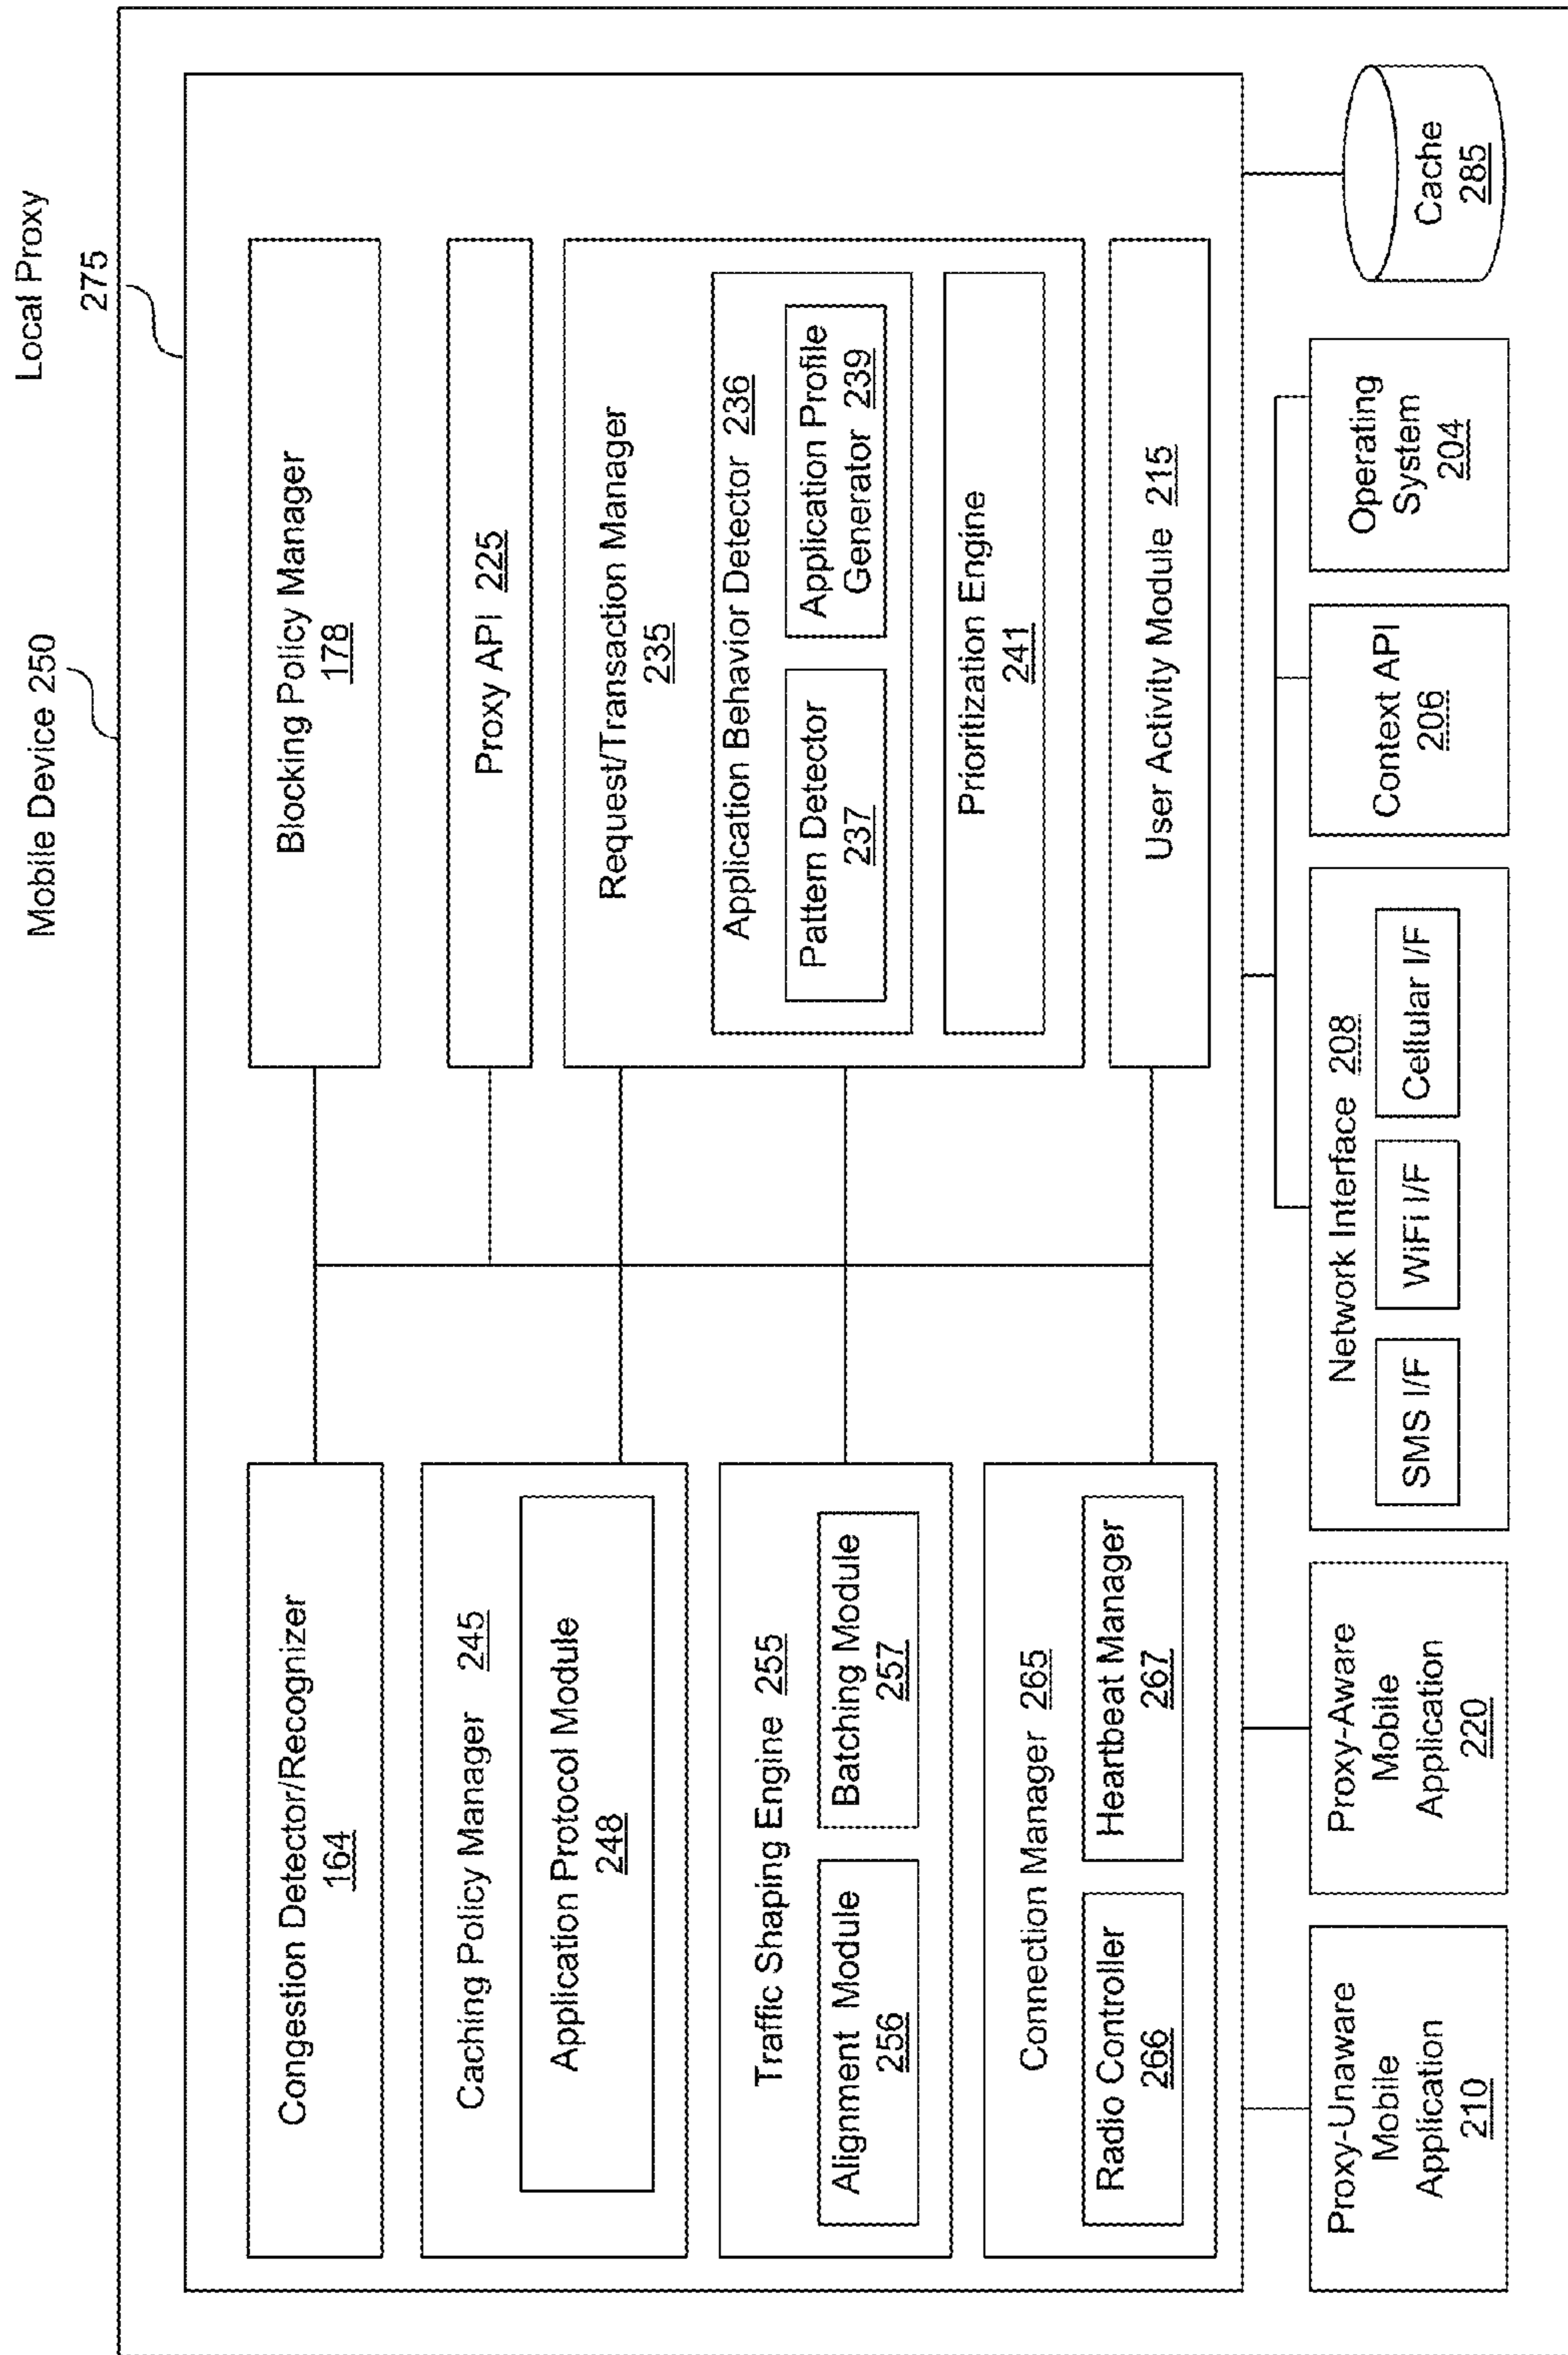 Mobile Device 250
Local Proxy
275
Congestion Detector/Recognizer
164
Caching Policy Manager 245
Application Protocol Module
248
Traffic Shaping Engine 255
Alignment Module
256
Batching Module
257
Connection Manager 265
Radio Controller
266
Heartbeat Manager
267
Blocking Policy Manager
178
Proxy API 225
Request/Transaction Manager
235
Application Behavior Detector 236
Pattern Detector
237
Application Profile
Generator 239
Prioritization Engine
241
User Activity Module 215
Proxy-Unaware
Mobile
Application
210
Proxy-Aware
Mobile
Application
220
Network Interface 208
SMS I/F
WiFi I/F
Cellular I/F
Context API
206
Operating
System
204
Cache
285